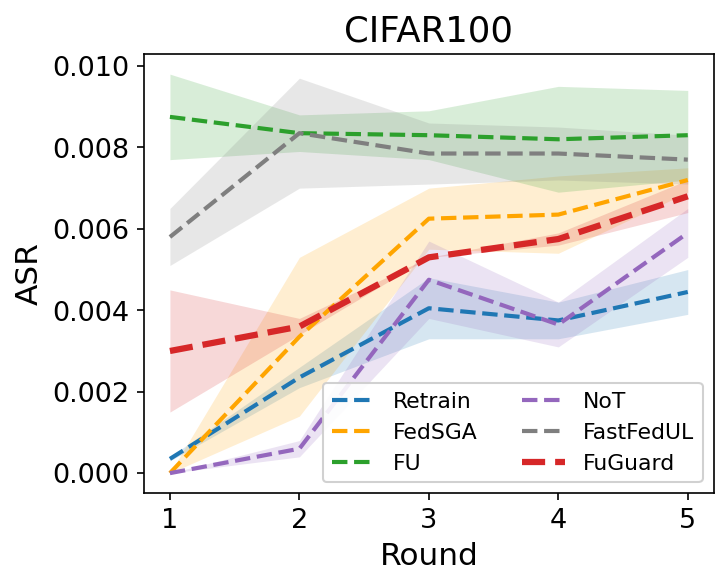 CIFAR100
0.010
0.008
0.006
0.004
0.002
0.000
ASR
1 2 3 4 5
Round
Retrain
FedSGA
FU
NoT
FastFedUL
FuGuard